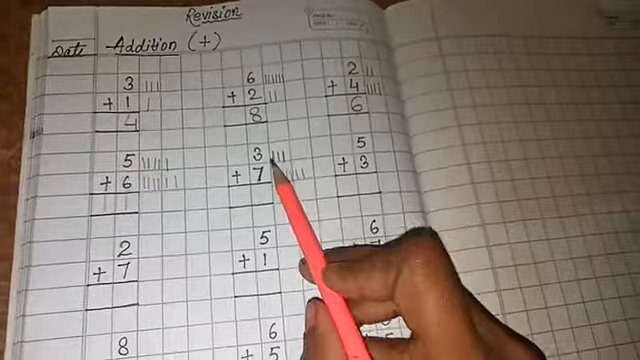 Revision
Date Addition (+)
3 6 2
+ 1 + 2 + 4
4 8 6
5 3 5
+ 6 + 7 + 3
11
2 5 6
+ 7 + 1
8 6
+ 5